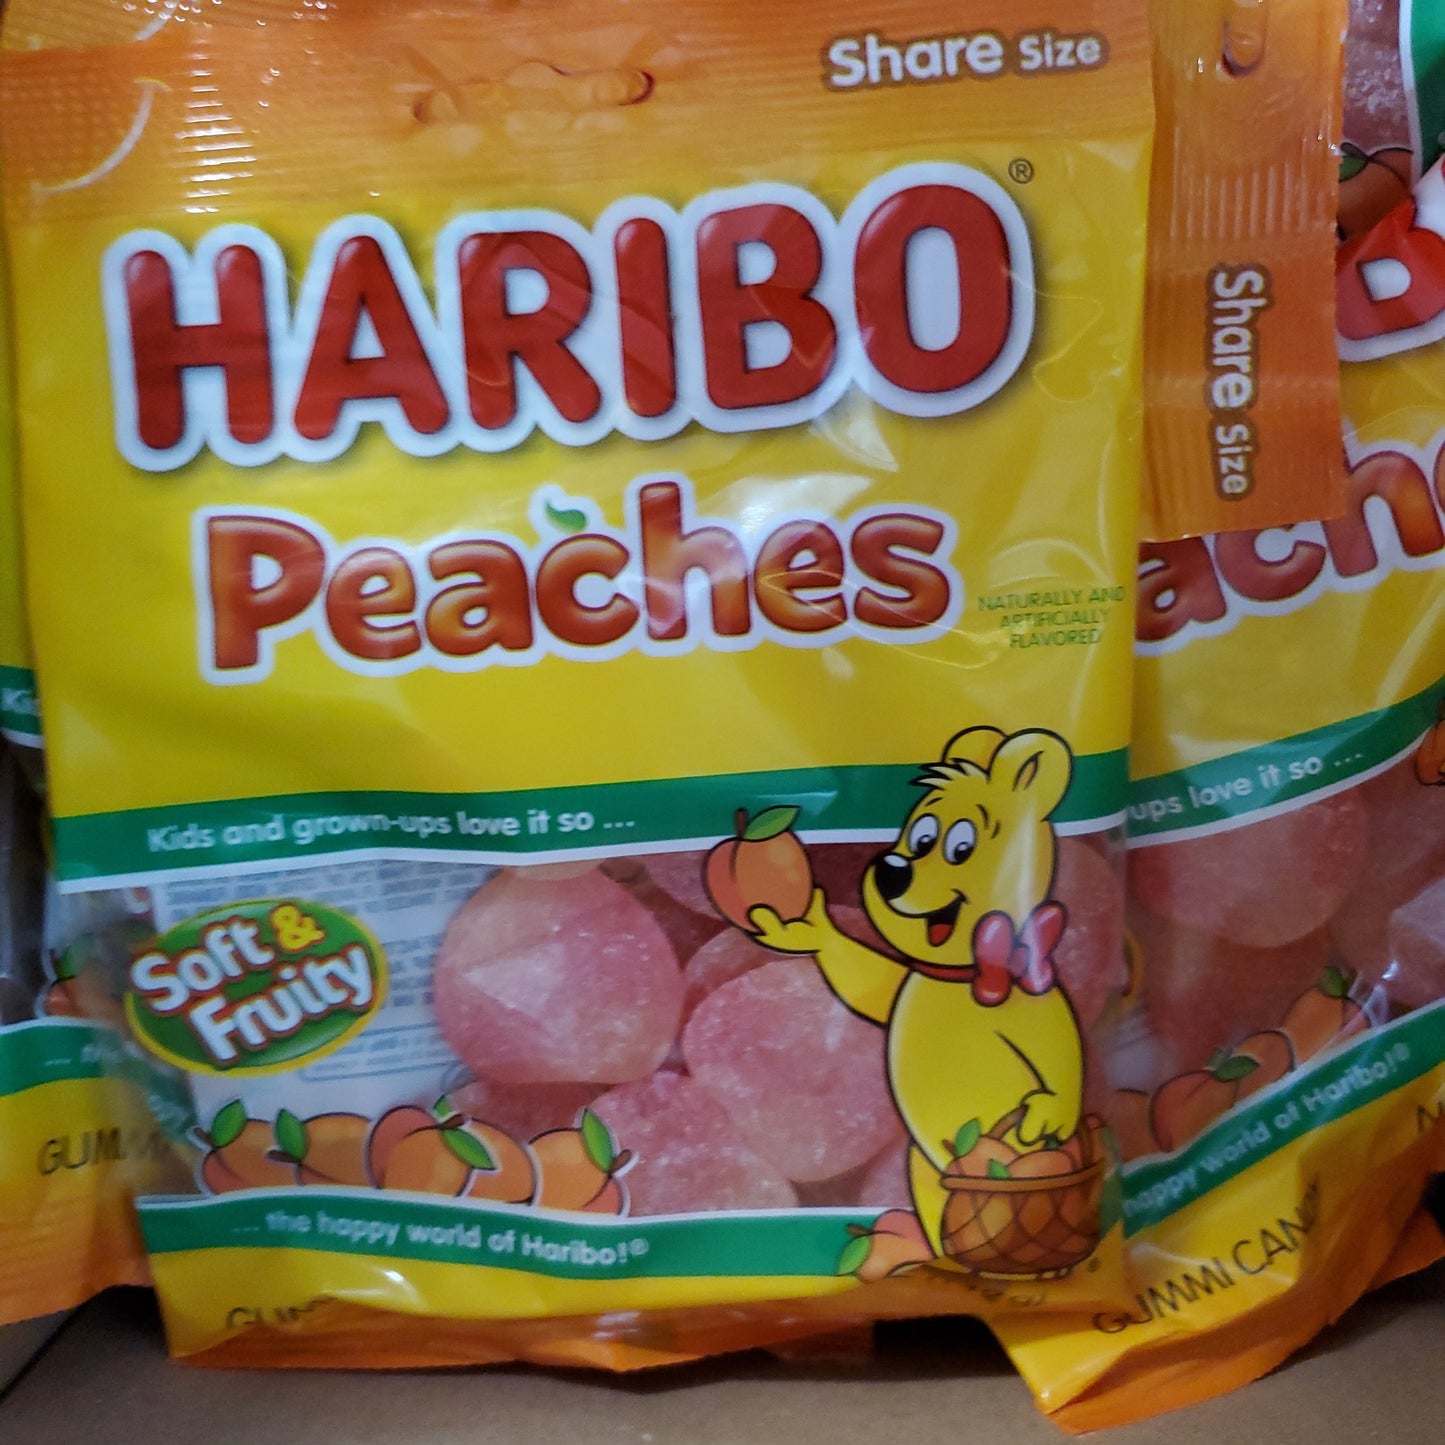 Share Size
HARIBO®
Peaches
NATURALLY AND
ARTIFICIALLY
FLAVORED
Kids and grown-ups love it so ...
Soft &
Fruity
... the happy world of Haribo!®
Share Size
ups love it so ...
happy world of Haribo!®
GUMMI CANDY